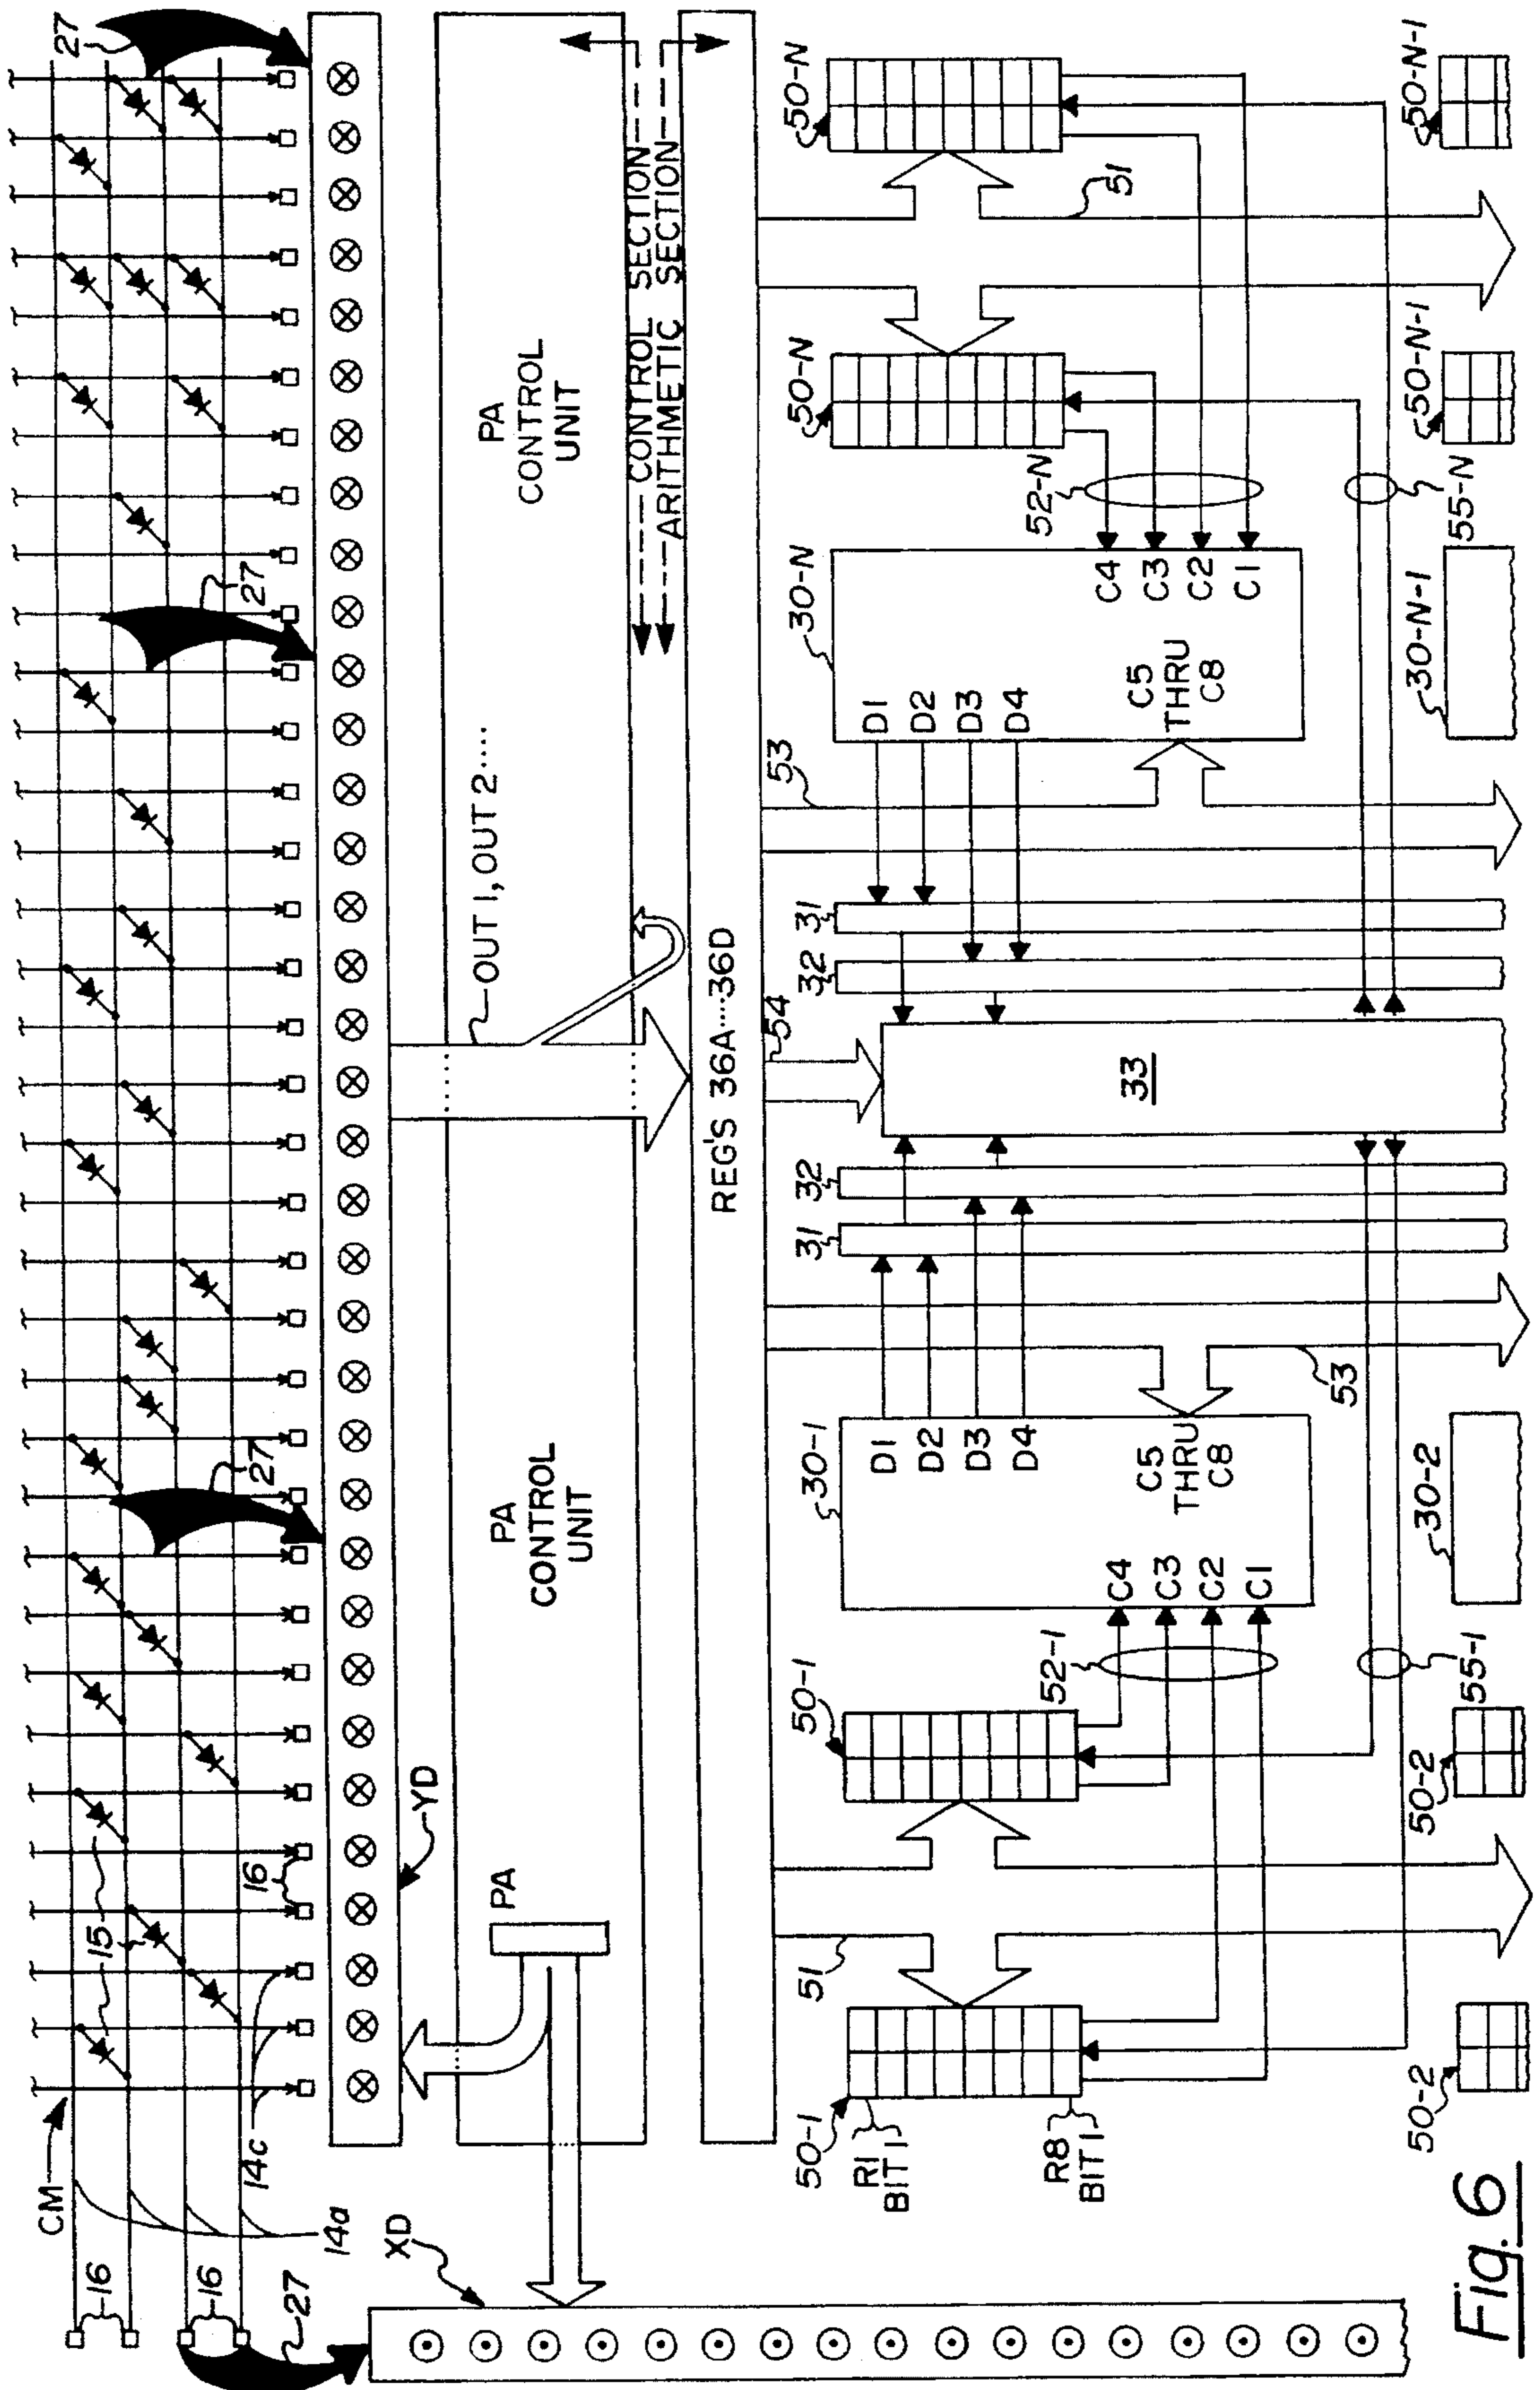 CM
16
16
27
14a
14c
15
16
27
27
27
XD
YD
PA
PA
CONTROL
UNIT
PA
CONTROL
UNIT
OUT 1, OUT 2....
CONTROL SECTION
ARITHMETIC SECTION
REG'S 36A....36D
50-1
R1
BIT 1
R8
BIT 1
51
50-1
52-1
30-1
C4
C3
C2
C1
C5
THRU
C8
D1
D2
D3
D4
53
31
32
54
33
32
31
53
30-N
D1
D2
D3
D4
C5
THRU
C8
C4
C3
C2
C1
52-N
50-N
51
50-N
50-2
50-2
55-1
30-2
30-N-1
55-N
50-N-1
50-N-1
Fig. 6